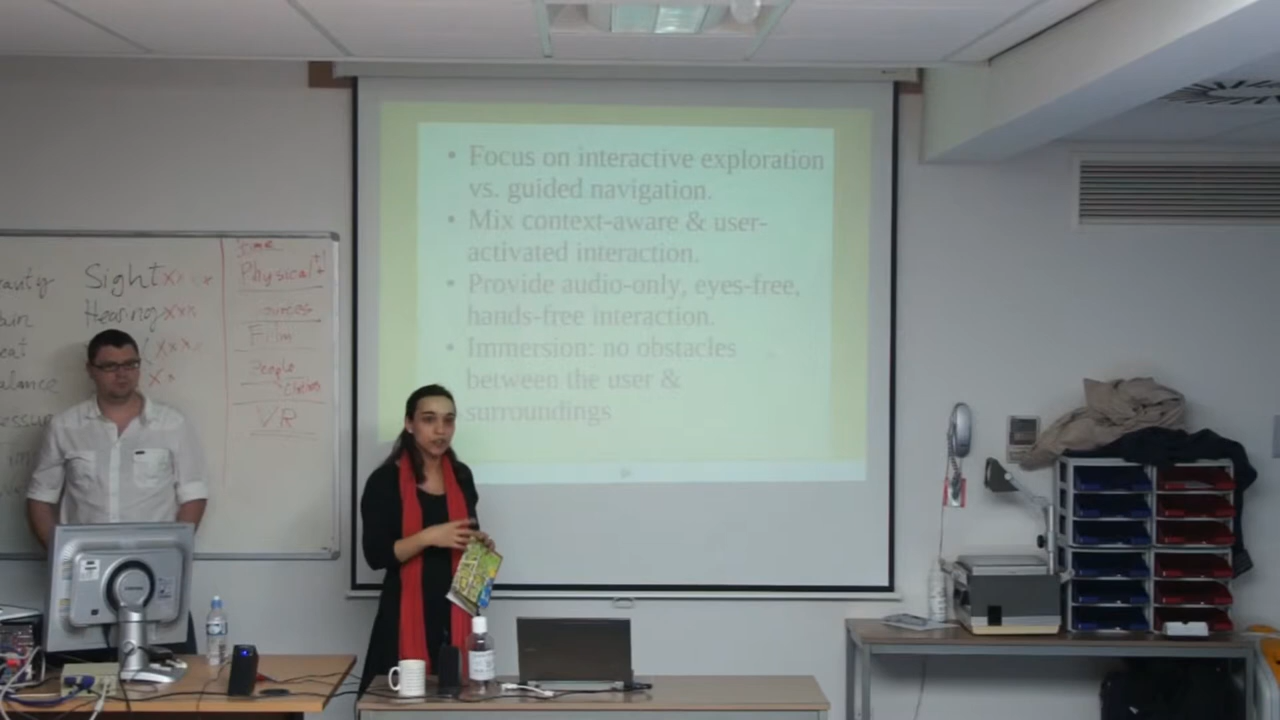 • Focus on interactive exploration
vs. guided navigation.
• Mix context-aware & user-
activated interaction.
• Provide audio-only, eyes-free,
hands-free interaction.
• Immersion: no obstacles
between the user &
surroundings
Sight
Hearing
Physical
Film
People
VR